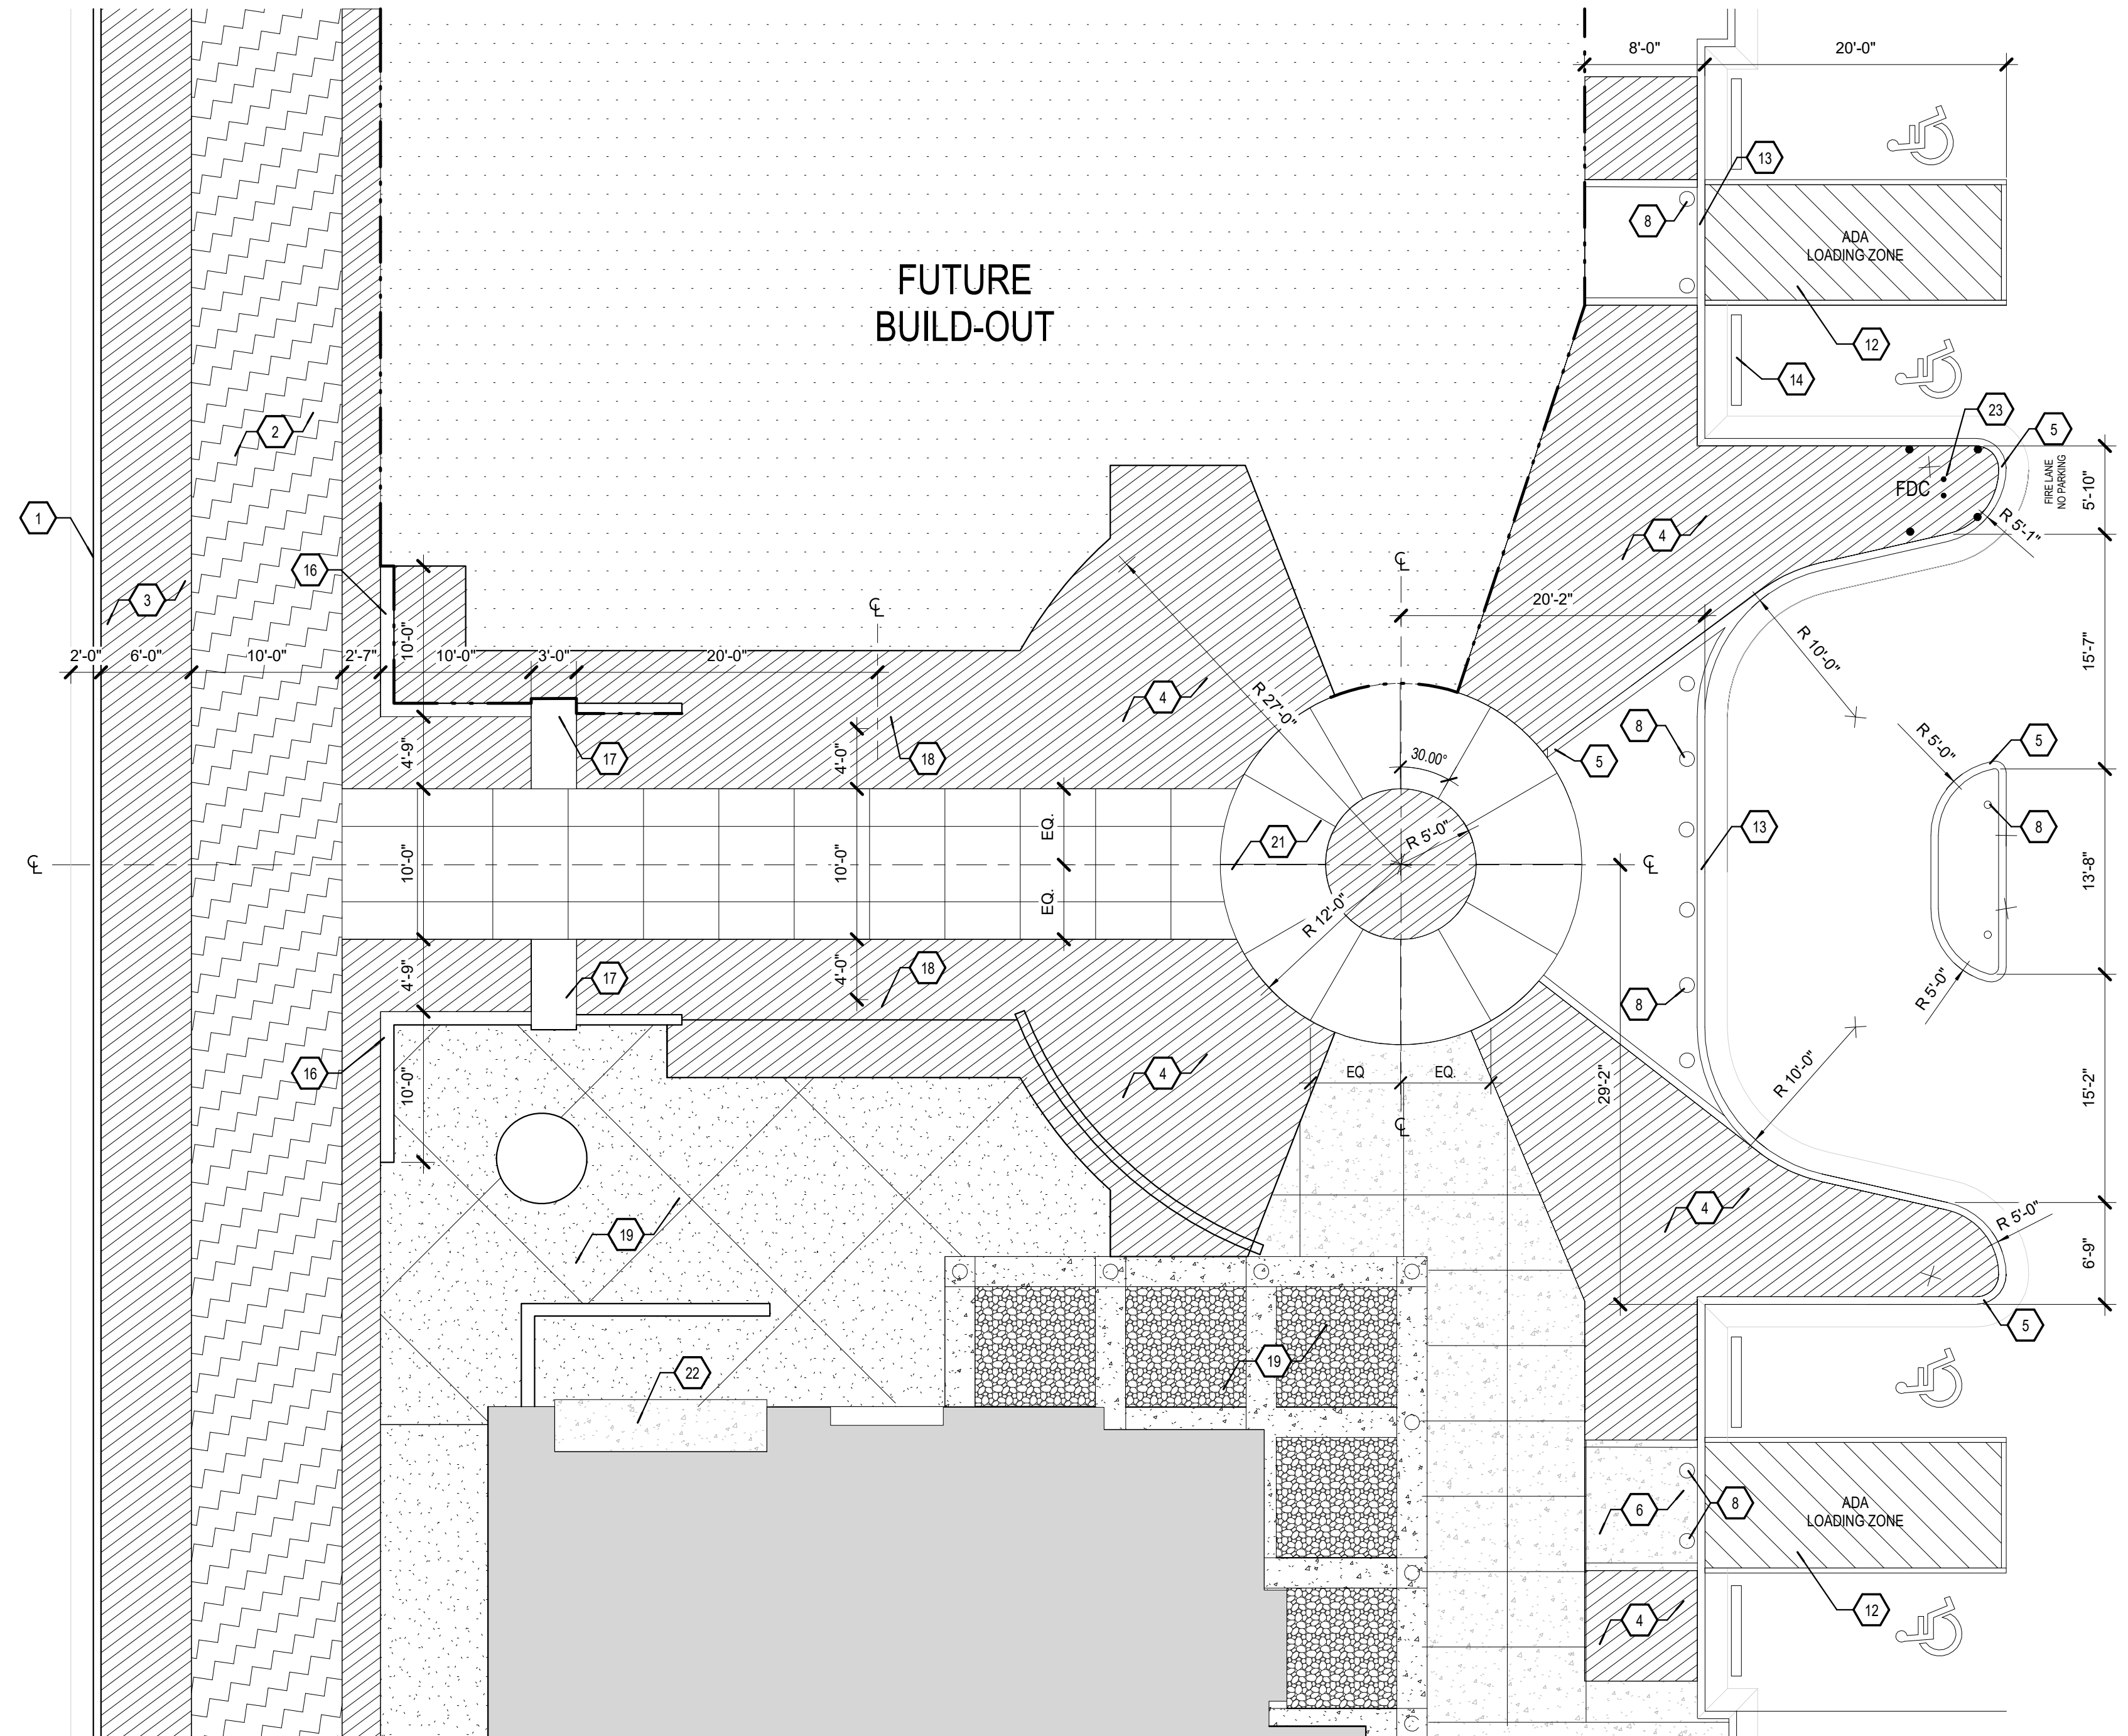 8'-0"
20'-0"
13
8
ADA
LOADING ZONE
FUTURE
BUILD-OUT
12
14
2
23
5
FIRE LANE
NO PARKING
5'-10"
FDC
R 5'-1"
1
4
16
3
℄
℄
20'-2"
10'-0"
2'-0"
6'-0"
10'-0"
2'-7"
10'-0"
3'-0"
20'-0"
R 10'-0"
15'-7"
4
R 27'-0"
8
5
R 5'-0"
5
4'-9"
17
4'-0"
18
30.00°
℄
10'-0"
10'-0"
EQ.
EQ.
21
R 5'-0"
R 12'-0"
℄
13
8
13'-8"
4'-9"
17
4'-0"
18
8
R 5'-0"
16
10'-0"
4
EQ
EQ.
℄
29'-2"
R 10'-0"
15'-2"
19
4
R 5'-0"
6'-9"
5
22
19
6
8
ADA
LOADING ZONE
4
12